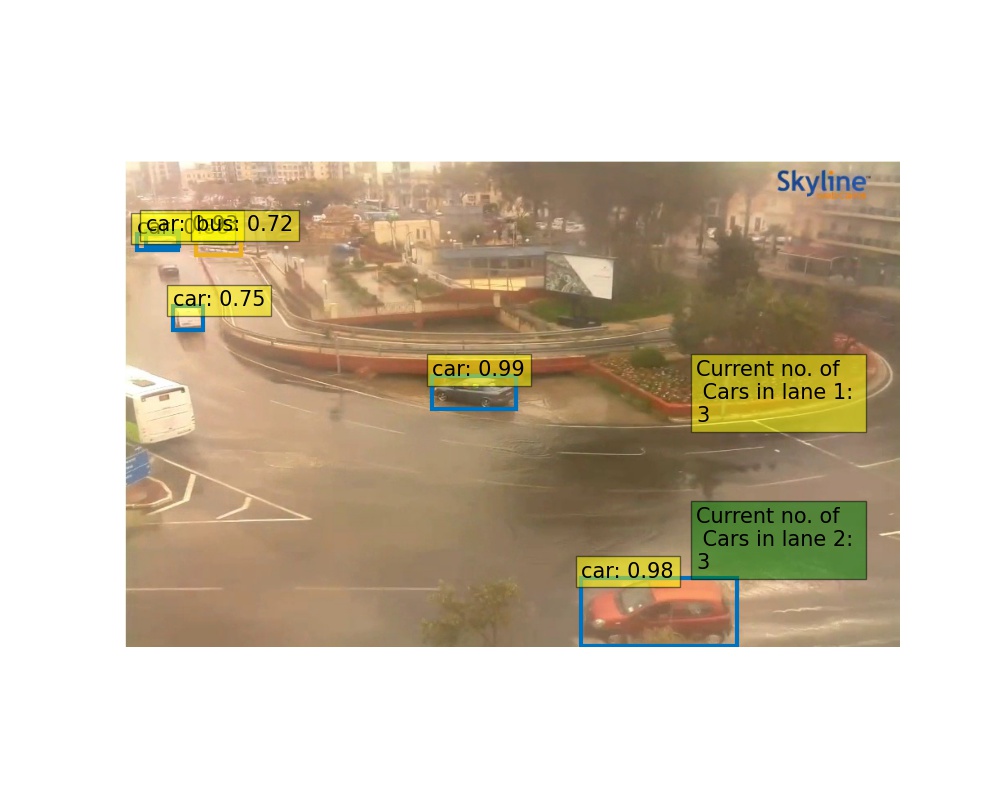 Skyline
car: bus: 0.72
car: 0.75
car: 0.99
Current no. of
Cars in lane 1:
3
Current no. of
Cars in lane 2:
3
car: 0.98